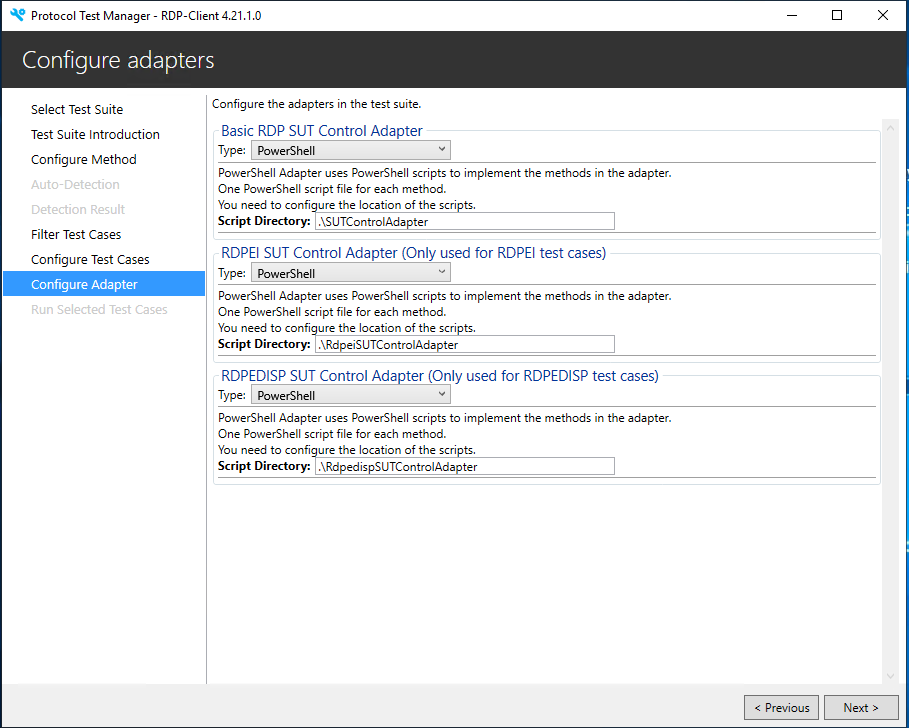 Protocol Test Manager - RDP-Client 4.21.1.0
Configure adapters
Select Test Suite
Test Suite Introduction
Configure Method
Auto-Detection
Detection Result
Filter Test Cases
Configure Test Cases
Configure Adapter
Run Selected Test Cases
Configure the adapters in the test suite.
Basic RDP SUT Control Adapter
Type: PowerShell
PowerShell Adapter uses PowerShell scripts to implement the methods in the adapter.
One PowerShell script file for each method.
You need to configure the location of the scripts.
Script Directory: .\SUTControlAdapter
RDPEI SUT Control Adapter (Only used for RDPEI test cases)
Type: PowerShell
PowerShell Adapter uses PowerShell scripts to implement the methods in the adapter.
One PowerShell script file for each method.
You need to configure the location of the scripts.
Script Directory: .\RdpeiSUTControlAdapter
RDPEDISP SUT Control Adapter (Only used for RDPEDISP test cases)
Type: PowerShell
PowerShell Adapter uses PowerShell scripts to implement the methods in the adapter.
One PowerShell script file for each method.
You need to configure the location of the scripts.
Script Directory: .\RdpedispSUTControlAdapter
< Previous
Next >